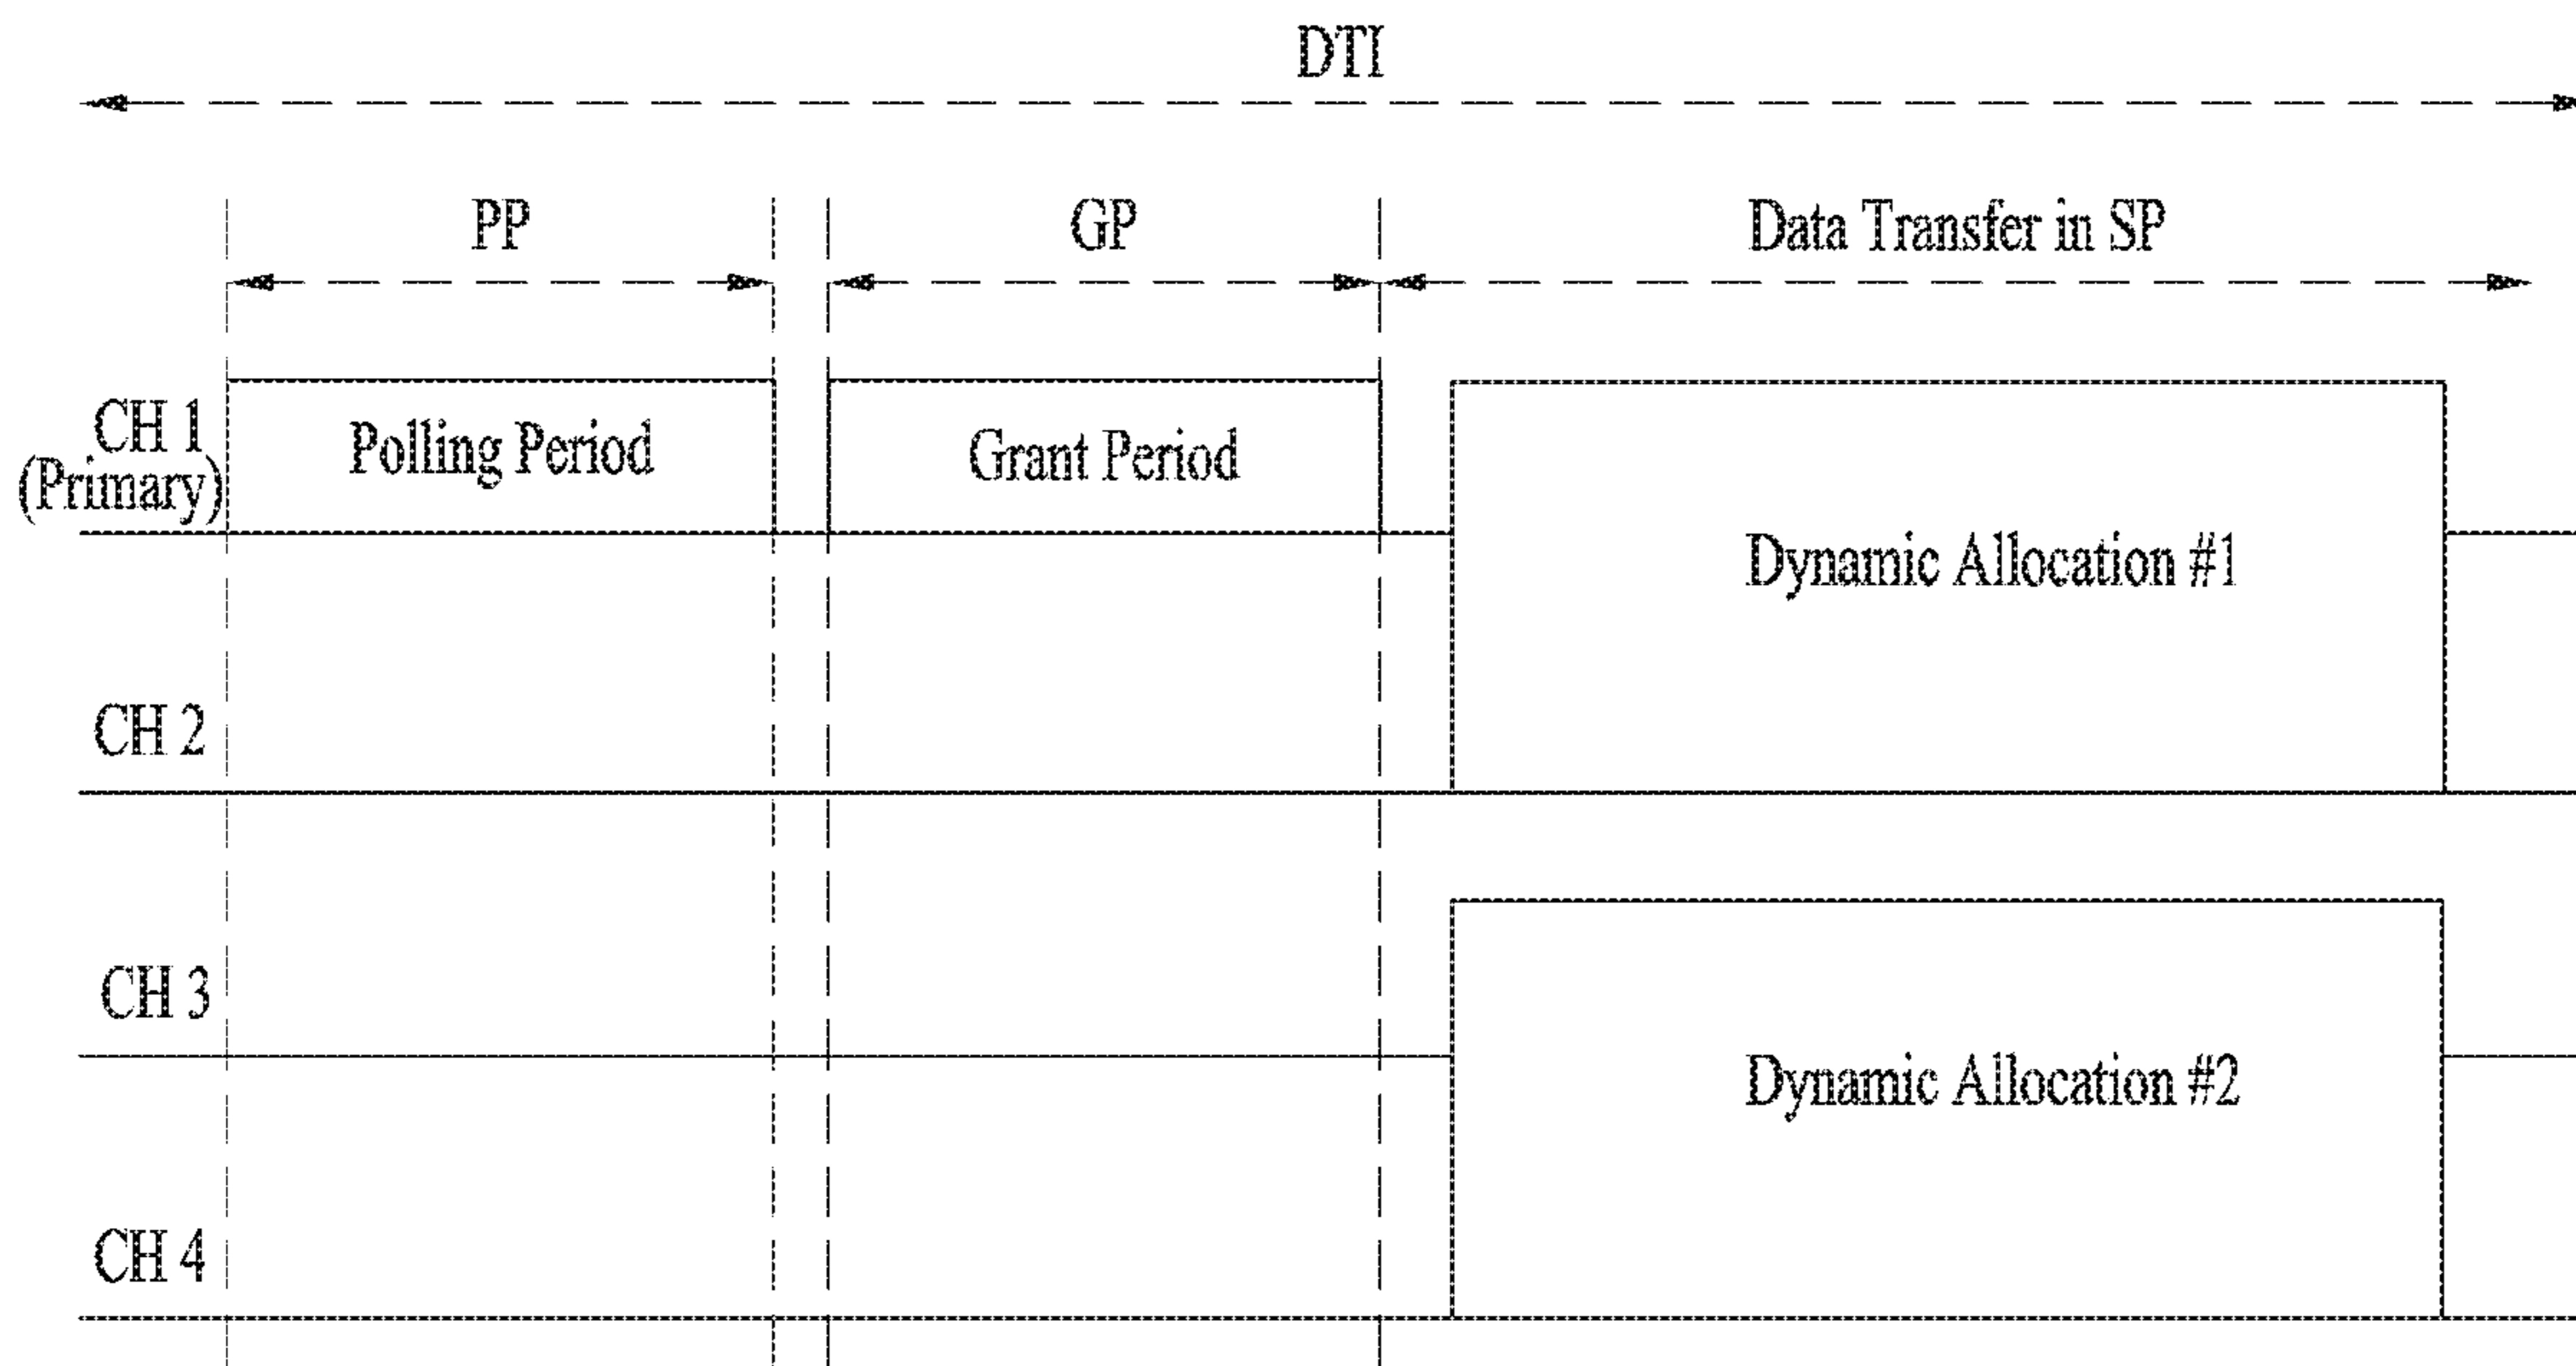 DTI
PP
GP
Data Transfer in SP
CH 1
(Primary)
Polling Period
Grant Period
Dynamic Allocation #1
CH 2
CH 3
Dynamic Allocation #2
CH 4